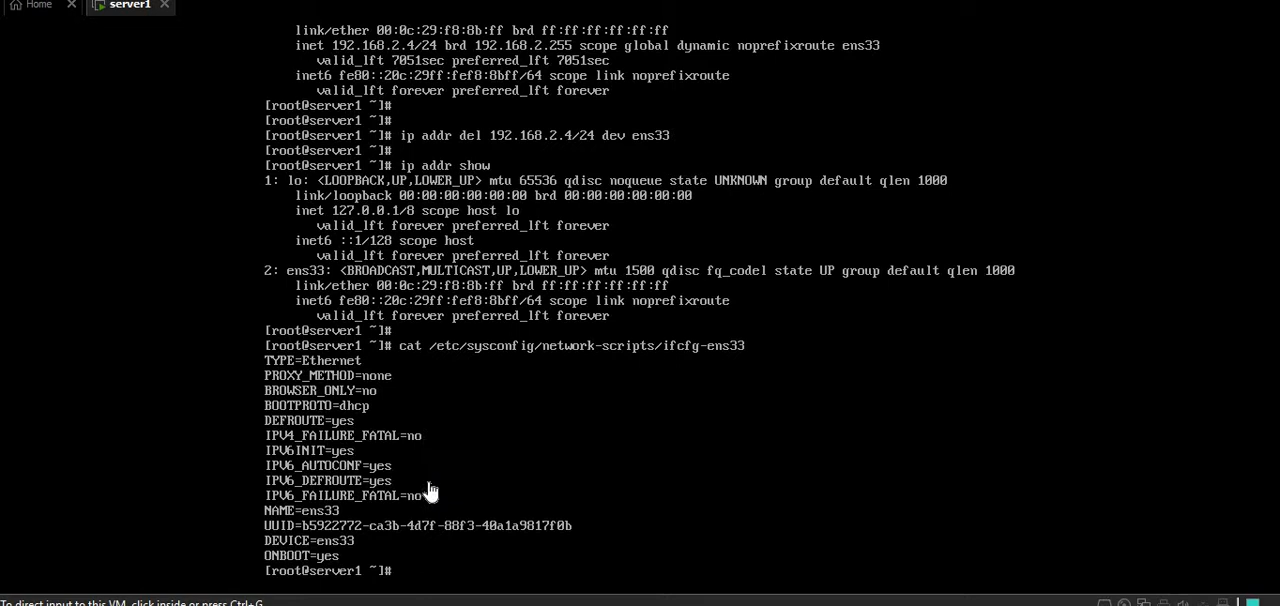 Home
server1
link/ether 00:0c:29:f8:8b:ff brd ff:ff:ff:ff:ff:ff
inet 192.168.2.4/24 brd 192.168.2.255 scope global dynamic noprefixroute ens33
valid_lft 7051sec preferred_lft 7051sec
inet6 fe80::20c:29ff:fef8:8bff/64 scope link noprefixroute
valid_lft forever preferred_lft forever
[root@server1 ~]#
[root@server1 ~]#
[root@server1 ~]# ip addr del 192.168.2.4/24 dev ens33
[root@server1 ~]#
[root@server1 ~]# ip addr show
1: lo: <LOOPBACK,UP,LOWER_UP> mtu 65536 qdisc noqueue state UNKNOWN group default qlen 1000
link/loopback 00:00:00:00:00:00 brd 00:00:00:00:00:00
inet 127.0.0.1/8 scope host lo
valid_lft forever preferred_lft forever
inet6 ::1/128 scope host
valid_lft forever preferred_lft forever
2: ens33: <BROADCAST,MULTICAST,UP,LOWER_UP> mtu 1500 qdisc fq_codel state UP group default qlen 1000
link/ether 00:0c:29:f8:8b:ff brd ff:ff:ff:ff:ff:ff
inet6 fe80::20c:29ff:fef8:8bff/64 scope link noprefixroute
valid_lft forever preferred_lft forever
[root@server1 ~]#
[root@server1 ~]# cat /etc/sysconfig/network-scripts/ifcfg-ens33
TYPE=Ethernet
PROXY_METHOD=none
BROWSER_ONLY=no
BOOTPROTO=dhcp
DEFROUTE=yes
IPV4_FAILURE_FATAL=no
IPV6INIT=yes
IPV6_AUTOCONF=yes
IPV6_DEFROUTE=yes
IPV6_FAILURE_FATAL=no
NAME=ens33
UUID=b5922772-ca3b-4d7f-88f3-40a1a9817f0b
DEVICE=ens33
ONBOOT=yes
[root@server1 ~]#
To direct input to this VM, click inside or press Ctrl+G.